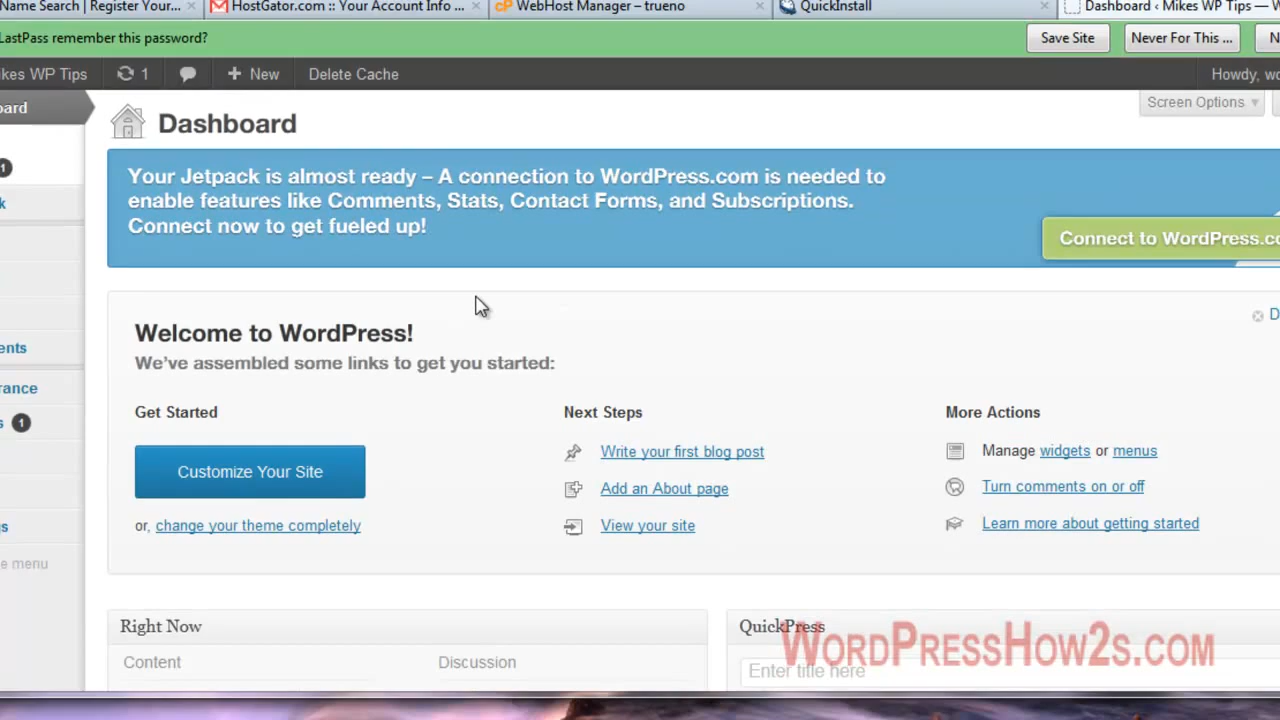 Name Search | Register Your...
HostGator.com :: Your Account Info ...
WebHost Manager – trueno
QuickInstall
Dashboard ‹ Mikes WP Tips — W
LastPass remember this password?
Save Site
Never For This ...
N
ikes WP Tips
1
New
Delete Cache
Howdy, wo
oard
Dashboard
Screen Options
1
Your Jetpack is almost ready – A connection to WordPress.com is needed to
enable features like Comments, Stats, Contact Forms, and Subscriptions.
Connect now to get fueled up!
Connect to WordPress.co
k
Welcome to WordPress!
D
We've assembled some links to get you started:
ents
rance
s 1
gs
e menu
Get Started
Customize Your Site
or, change your theme completely
Next Steps
Write your first blog post
Add an About page
View your site
More Actions
Manage widgets or menus
Turn comments on or off
Learn more about getting started
Right Now
Content
Discussion
QuickPress
Enter title here
WordPressHow2s.com